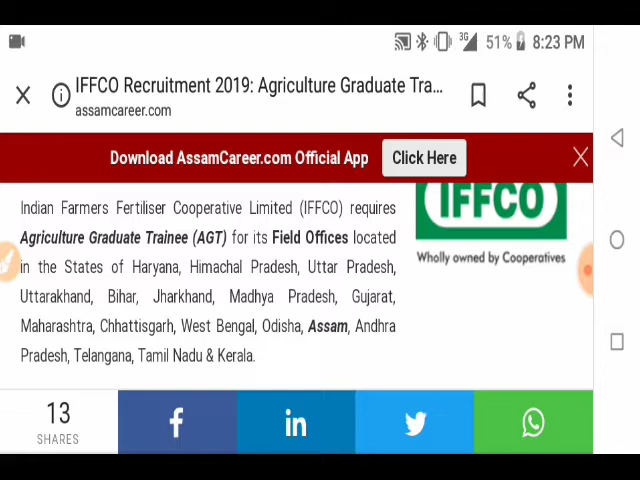 3G 51% 8:23 PM
IFFCO Recruitment 2019: Agriculture Graduate Tra...
assamcareer.com
Download AssamCareer.com Official App Click Here
Indian Farmers Fertiliser Cooperative Limited (IFFCO) requires
Agriculture Graduate Trainee (AGT) for its Field Offices located
in the States of Haryana, Himachal Pradesh, Uttar Pradesh,
Uttarakhand, Bihar, Jharkhand, Madhya Pradesh, Gujarat,
Maharashtra, Chhattisgarh, West Bengal, Odisha, Assam, Andhra
Pradesh, Telangana, Tamil Nadu & Kerala.
IFFCO
Wholly owned by Cooperatives
13
SHARES